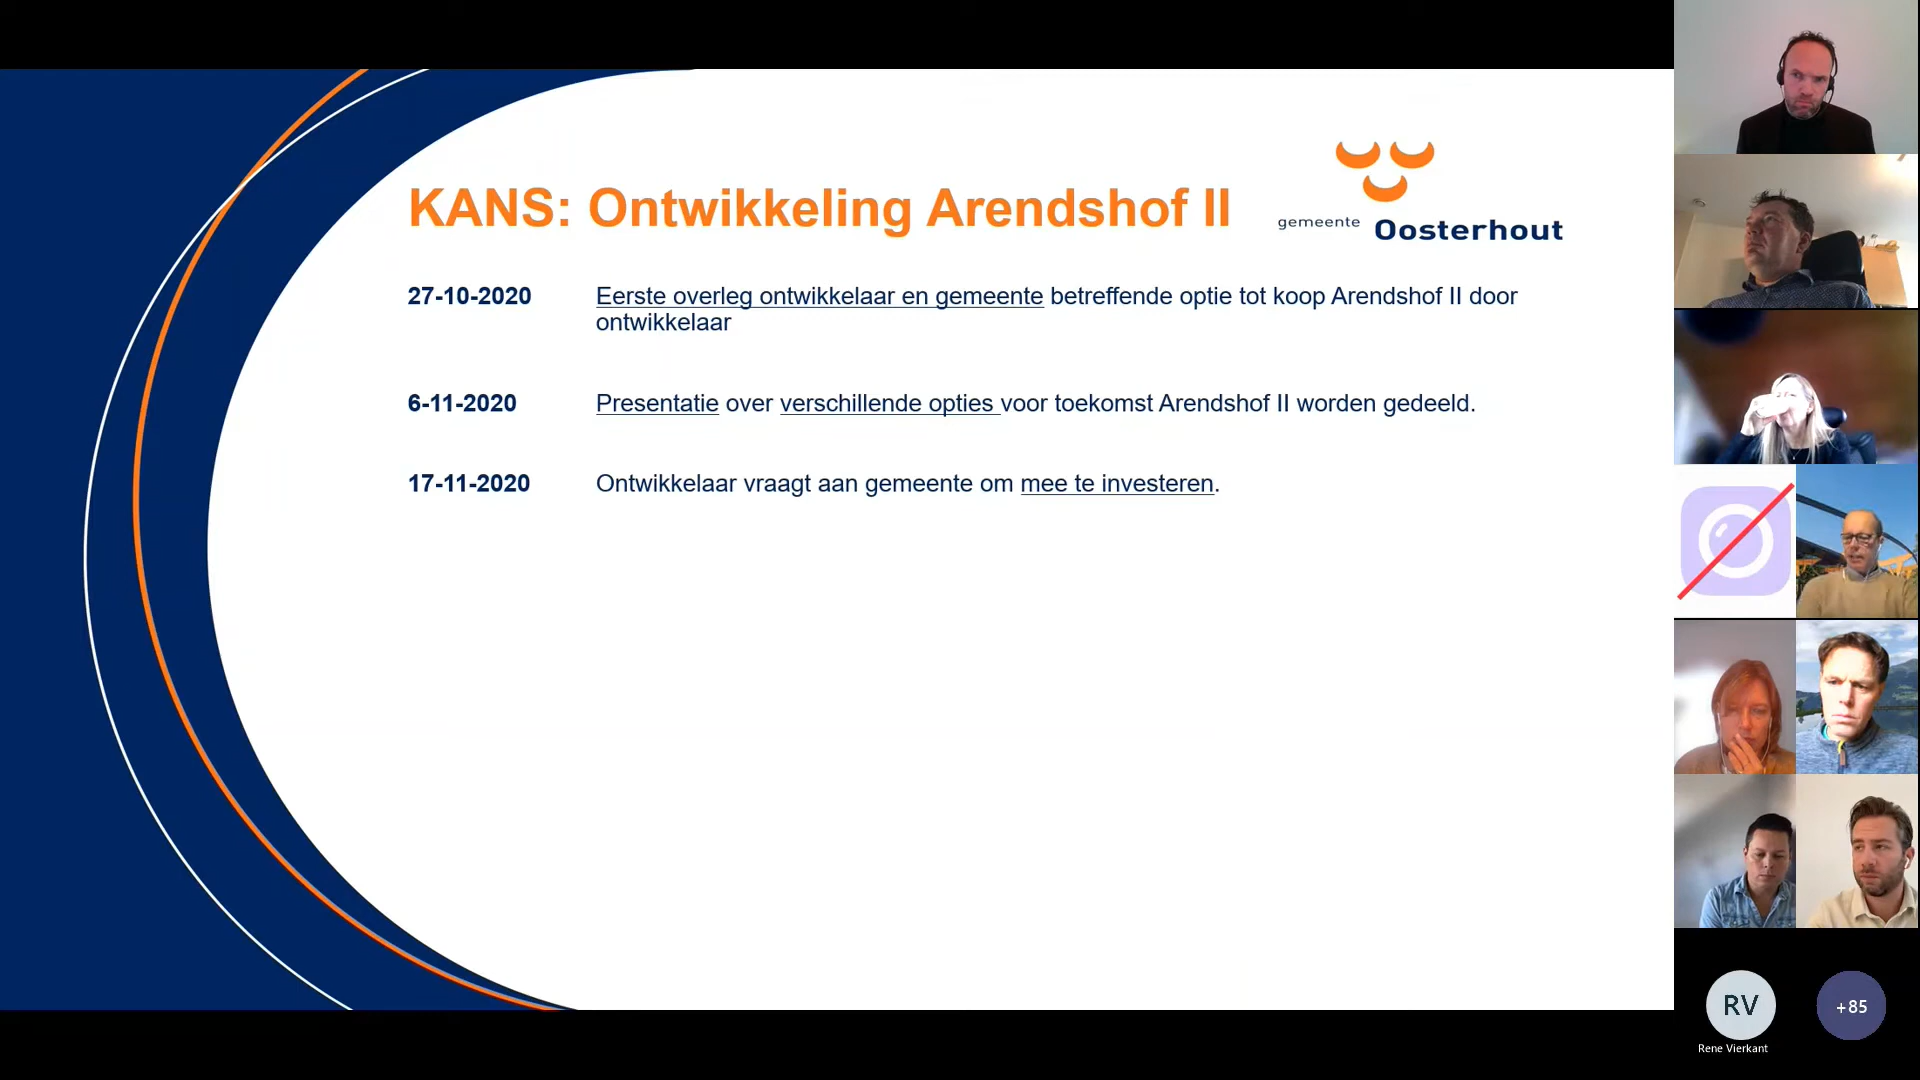 KANS: Ontwikkeling Arendshof II
gemeente Oosterhout
27-10-2020 Eerste overleg ontwikkelaar en gemeente betreffende optie tot koop Arendshof II door
ontwikkelaar
6-11-2020 Presentatie over verschillende opties voor toekomst Arendshof II worden gedeeld.
17-11-2020 Ontwikkelaar vraagt aan gemeente om mee te investeren.
RV
+85
Rene Vierkant